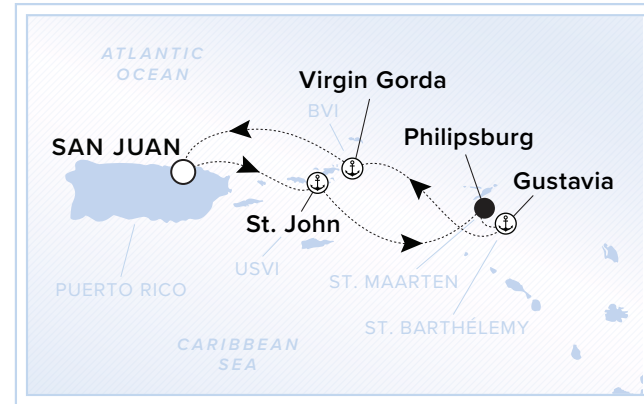 ATLANTIC
OCEAN
Virgin Gorda
BVI
Philipsburg
SAN JUAN
Gustavia
St. John
USVI
ST. MAARTEN
PUERTO RICO
ST. BARTHÉLEMY
CARIBBEAN
SEA